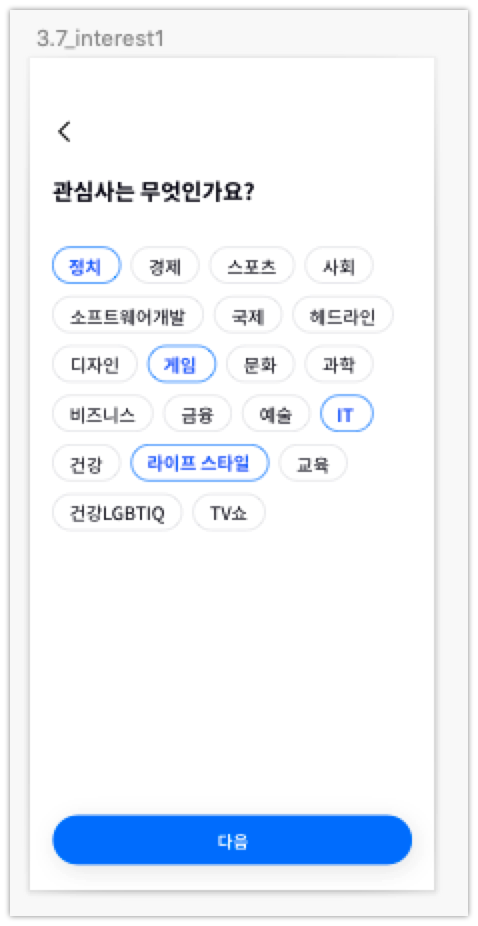 3.7_interest1
관심사는 무엇인가요?
정치 경제 스포츠 사회
소프트웨어개발 국제 헤드라인
디자인 게임 문화 과학
비즈니스 금융 예술 IT
건강 라이프 스타일 교육
건강LGBTIQ TV쇼
다음